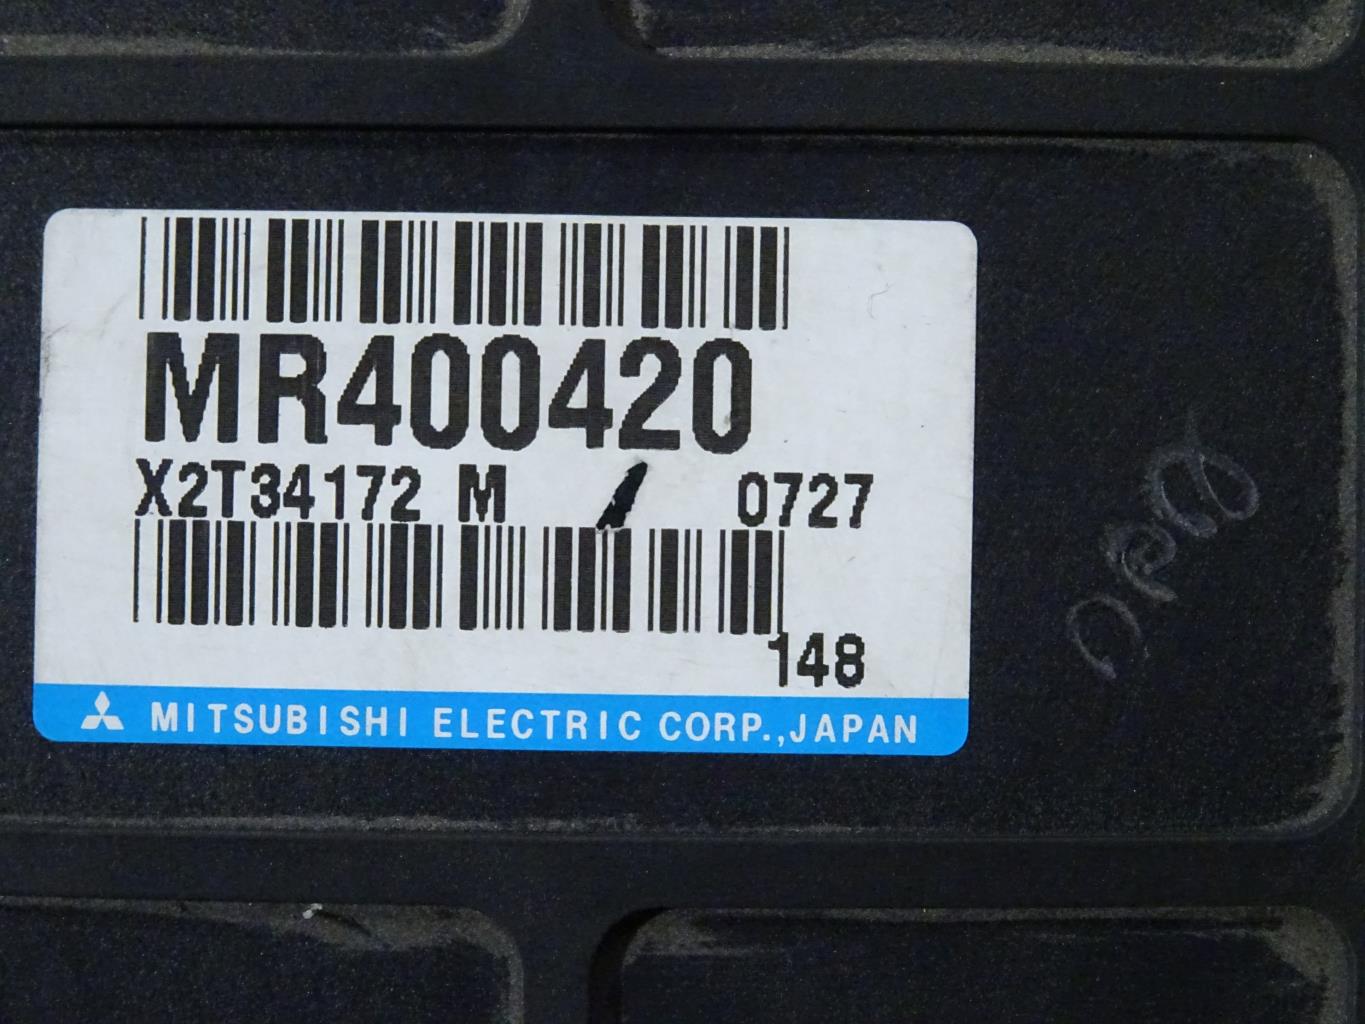 MR400420
X2T34172 M 0727
148
MITSUBISHI ELECTRIC CORP.,JAPAN